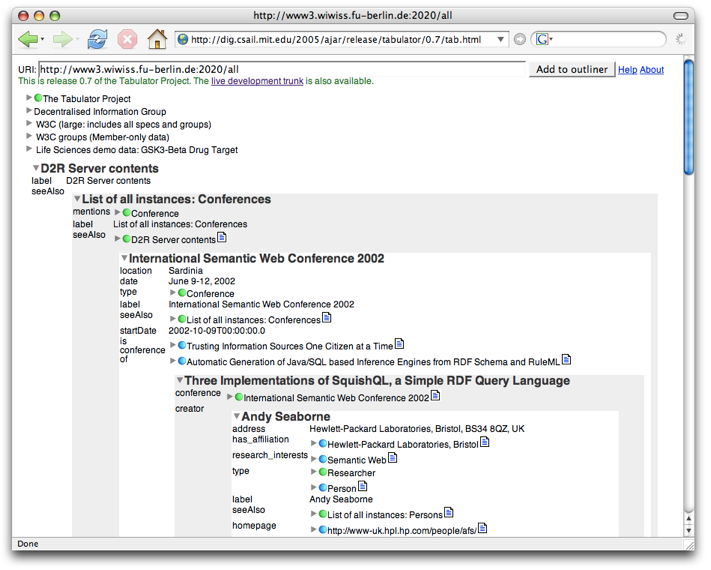 http://www3.wiwiss.fu-berlin.de:2020/all
http://dig.csail.mit.edu/2005/ajar/release/tabulator/0.7/tab.html
G
URI: http://www3.wiwiss.fu-berlin.de:2020/all Add to outliner Help About
This is release 0.7 of the Tabulator Project. The live development trunk is also available.
The Tabulator Project
Decentralised Information Group
W3C (large: includes all specs and groups)
W3C groups (Member-only data)
Life Sciences demo data: GSK3-Beta Drug Target
D2R Server contents
label D2R Server contents
seeAlso
List of all instances: Conferences
mentions Conference
label List of all instances: Conferences
seeAlso
D2R Server contents
International Semantic Web Conference 2002
location Sardinia
date June 9-12, 2002
type Conference
label International Semantic Web Conference 2002
seeAlso List of all instances: Conferences
startDate 2002-10-09T00:00:00.0
is conference of
Trusting Information Sources One Citizen at a Time
Automatic Generation of Java/SQL based Inference Engines from RDF Schema and RuleML
Three Implementations of SquishQL, a Simple RDF Query Language
conference International Semantic Web Conference 2002
creator
Andy Seaborne
address Hewlett-Packard Laboratories, Bristol, BS34 8QZ, UK
has_affiliation Hewlett-Packard Laboratories, Bristol
research_interests Semantic Web
type Researcher
Person
label Andy Seaborne
seeAlso List of all instances: Persons
homepage http://www-uk.hpl.hp.com/people/afs/
Done